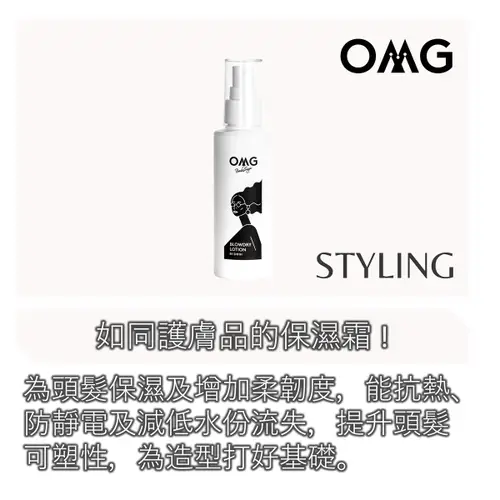 OMG
OMG
BLOWDRY
LOTION
STYLING
如同護膚品的保濕霜！
為頭髮保濕及增加柔韌度，能抗熱、
防靜電及減低水份流失，提升頭髮
可塑性，為造型打好基礎。